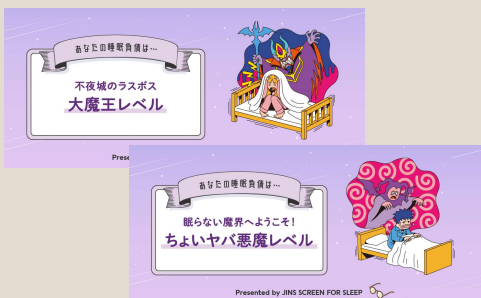 あなたの睡眠負債は…
不夜城のラスボス
大魔王レベル
Prese
あなたの睡眠負債は…
眠らない魔界へようこそ！
ちょいヤバ悪魔レベル
Presented by JINS SCREEN FOR SLEEP